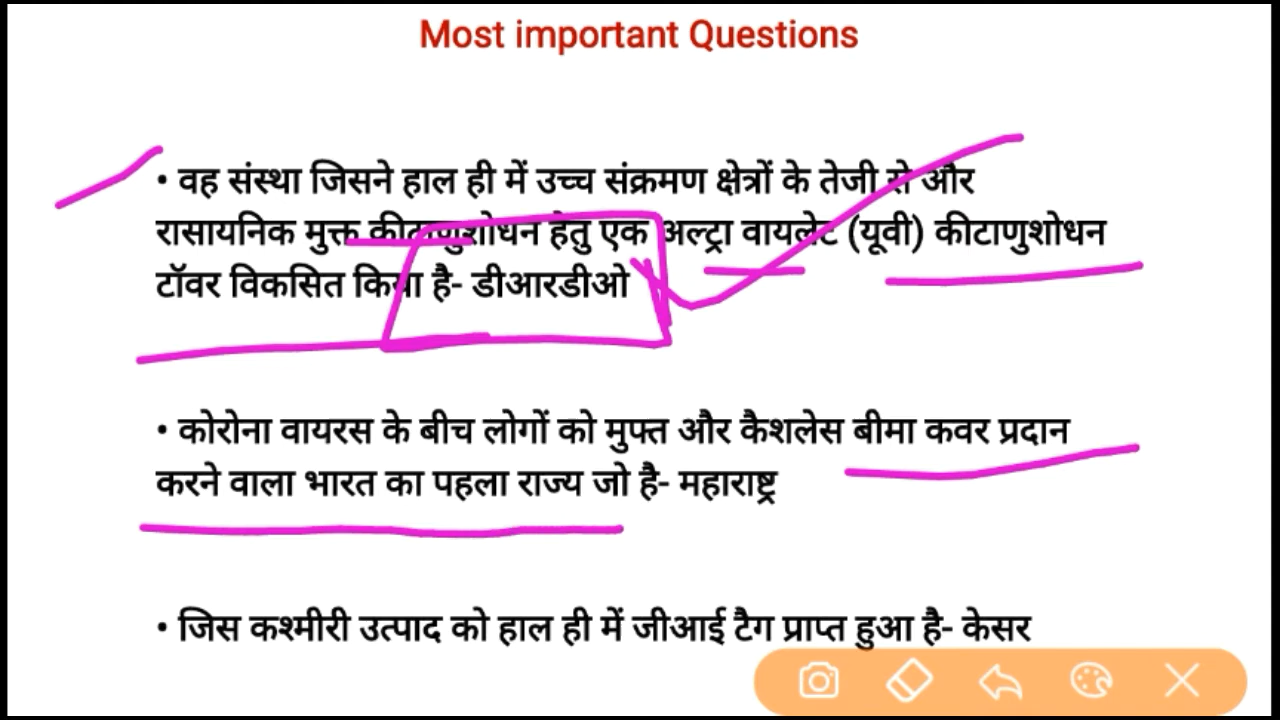 Most important Questions
• वह संस्था जिसने हाल ही में उच्च संक्रमण क्षेत्रों के तेजी से और
रासायनिक मुक्त कीटाणुशोधन हेतु एक अल्ट्रा वायलेट (यूवी) कीटाणुशोधन
टॉवर विकसित किया है- डीआरडीओ
• कोरोना वायरस के बीच लोगों को मुफ्त और कैशलेस बीमा कवर प्रदान
करने वाला भारत का पहला राज्य जो है- महाराष्ट्र
• जिस कश्मीरी उत्पाद को हाल ही में जीआई टैग प्राप्त हुआ है- केसर